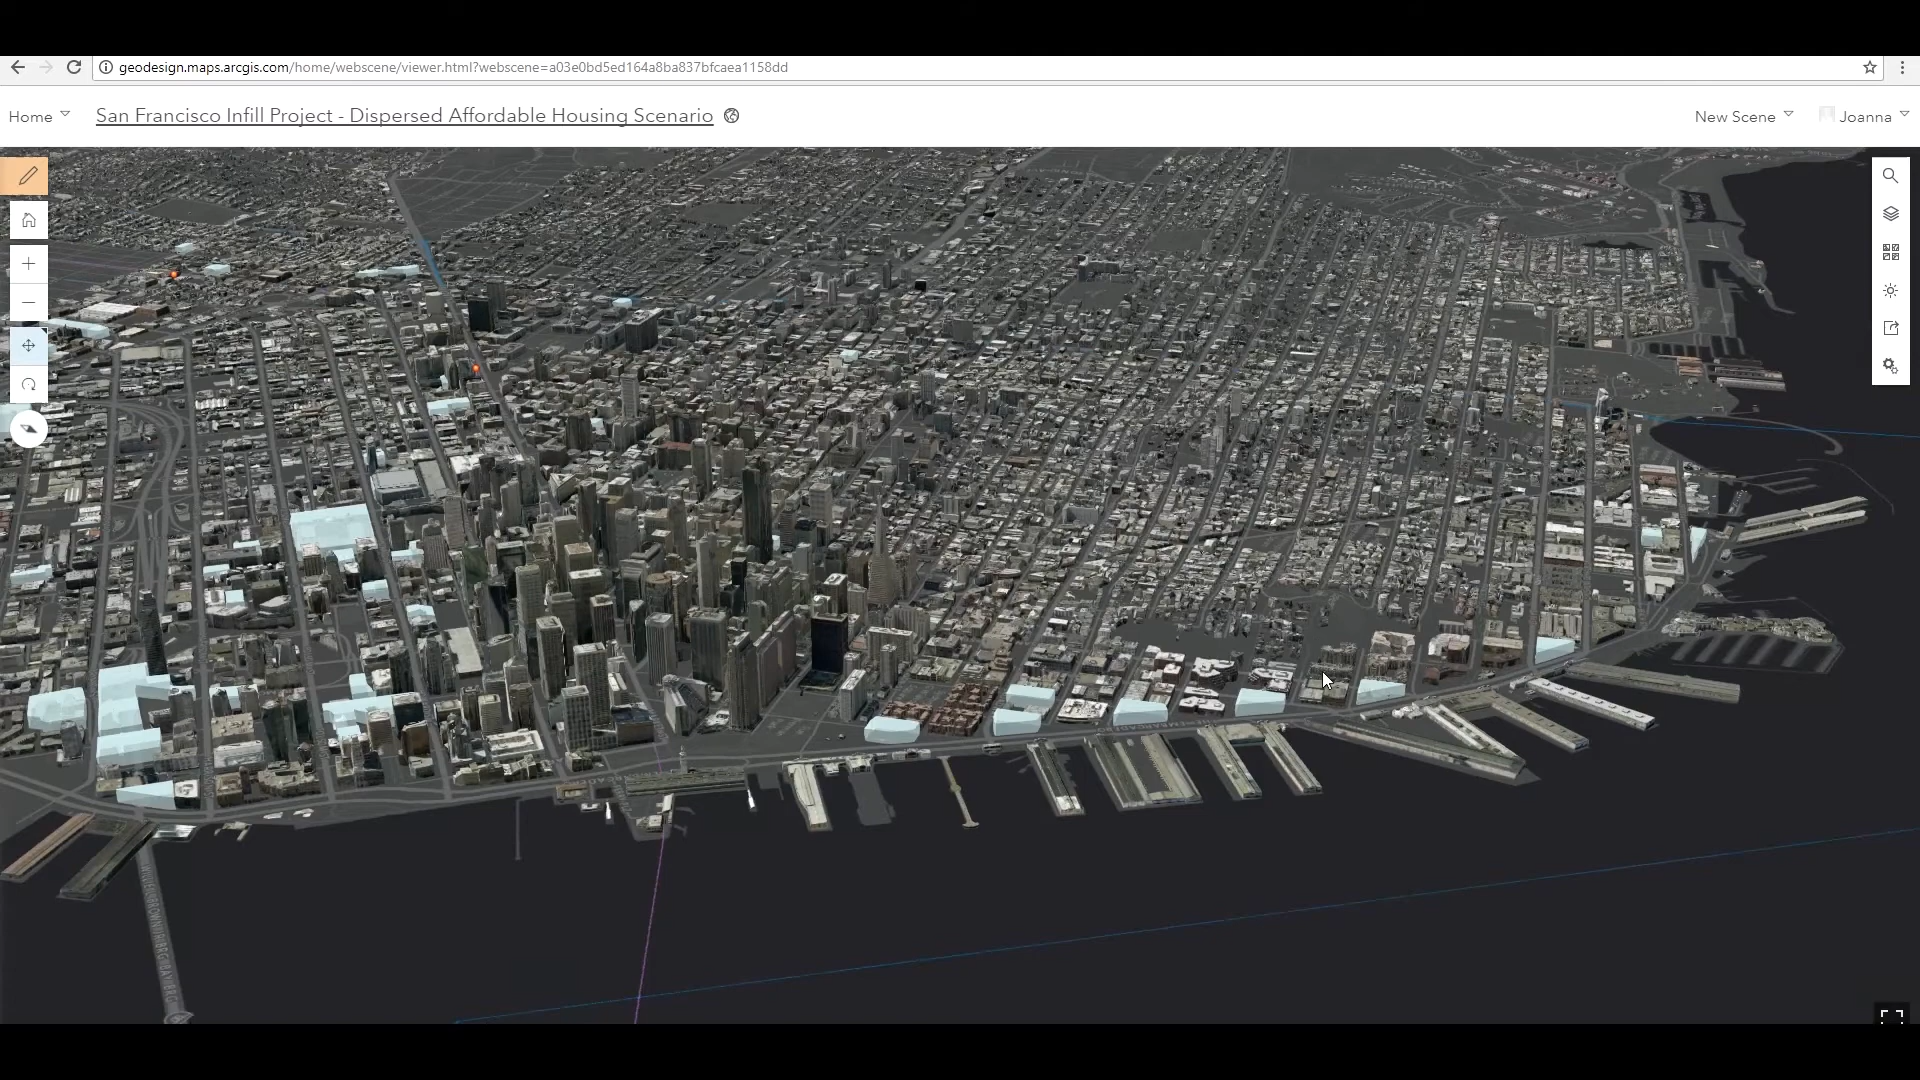 geodesign.maps.arcgis.com/home/webscene/viewer.html?webscene=a03e0bd5ed164a8ba837bfcaea1158dd
Home
San Francisco Infill Project - Dispersed Affordable Housing Scenario
New Scene
Joanna